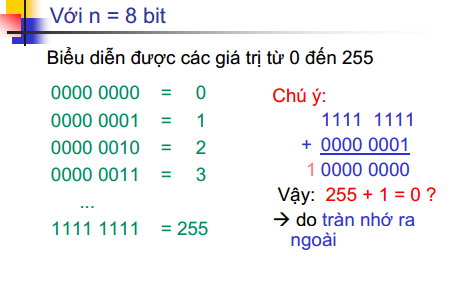 Với n = 8 bit
Biểu diễn được các giá trị từ 0 đến 255
0000 0000 = 0
0000 0001 = 1
0000 0010 = 2
0000 0011 = 3
...
1111 1111 = 255
Chú ý:
1111 1111
+ 0000 0001
1 0000 0000
Vậy: 255 + 1 = 0 ?
→ do tràn nhớ ra
ngoài